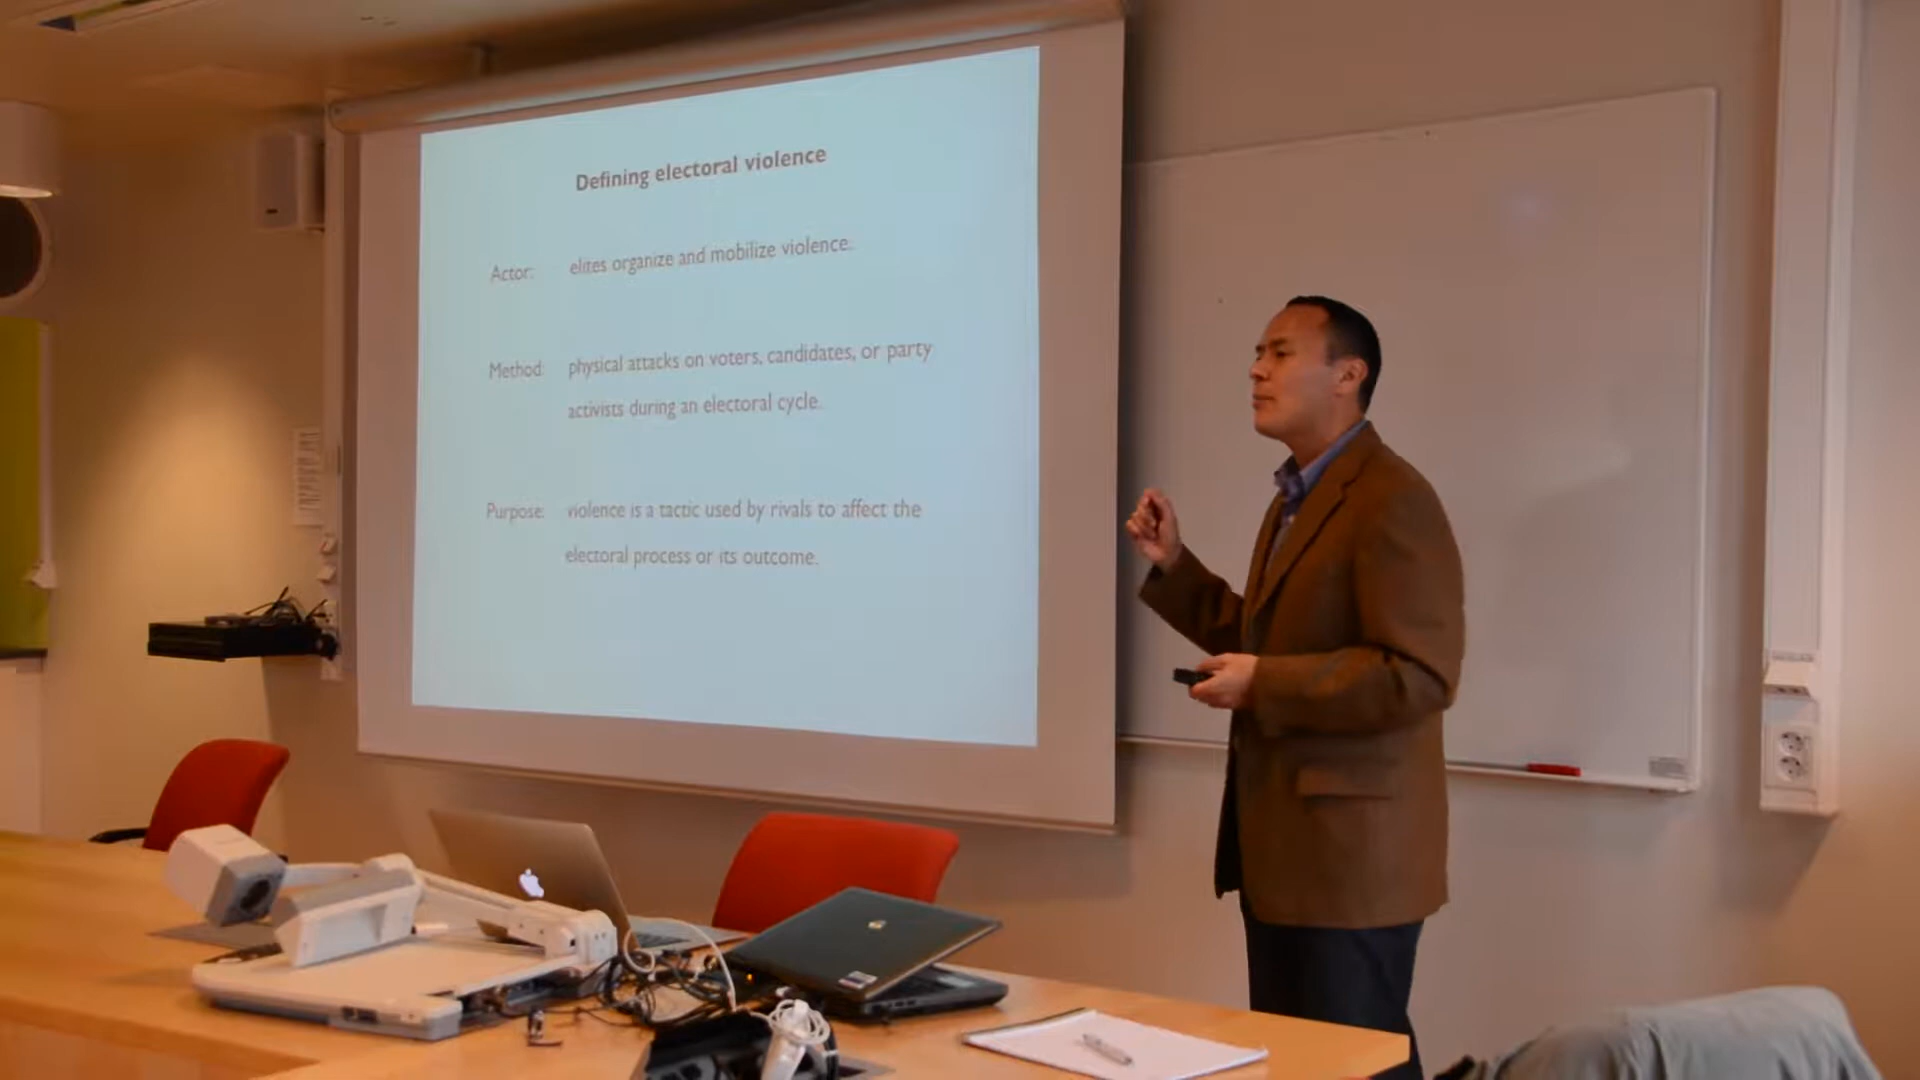 Defining electoral violence
Actor: elites organize and mobilize violence.
Method: physical attacks on voters, candidates, or party
activists during an electoral cycle.
Purpose: violence is a tactic used by rivals to affect the
electoral process or its outcome.